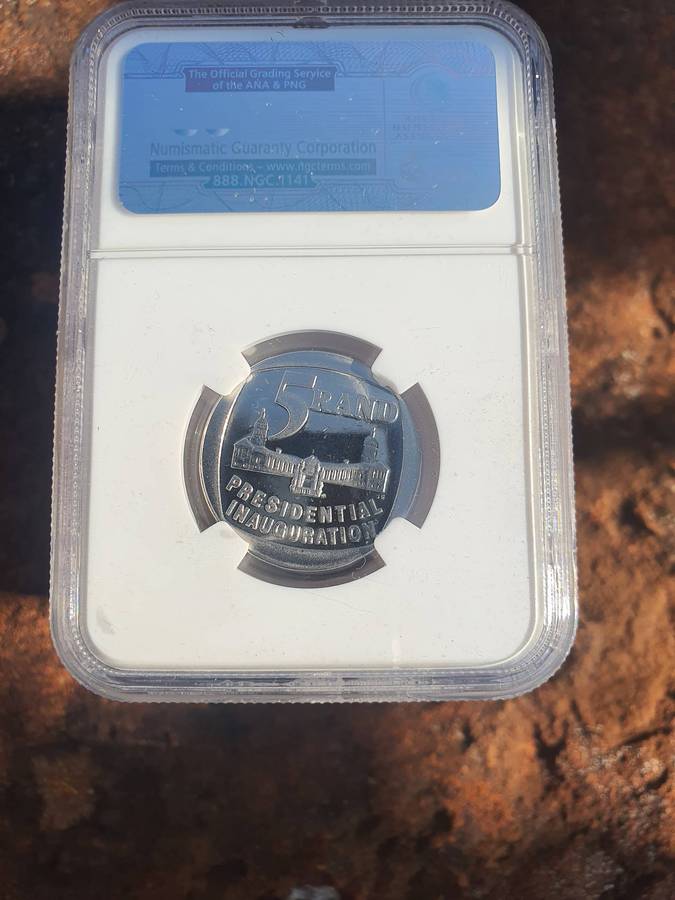 The Official Grading Service
of the ANA & PNG
Numismatic Guaranty Corporation
Terms & Conditions – www.ngcterms.com
888.NGC.1141
5 RAND
PRESIDENTIAL
INAUGURATION